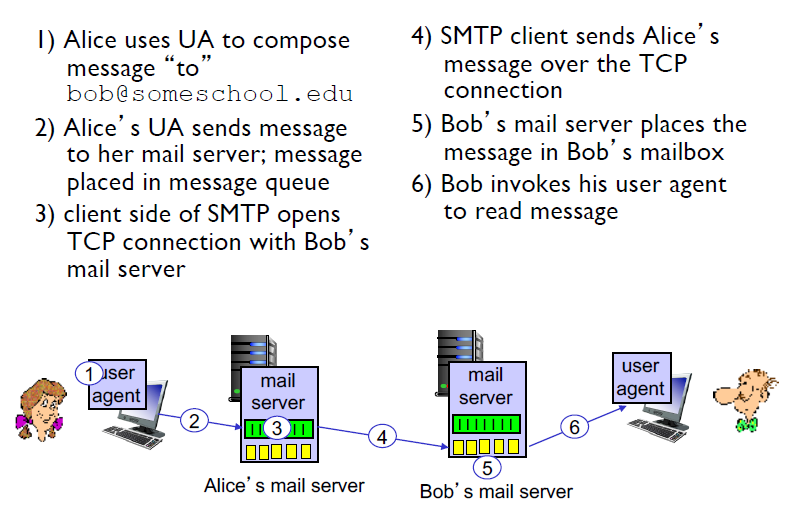 1) Alice uses UA to compose
message “to”
bob@someschool.edu
2) Alice’s UA sends message
to her mail server; message
placed in message queue
3) client side of SMTP opens
TCP connection with Bob’s
mail server
4) SMTP client sends Alice’s
message over the TCP
connection
5) Bob’s mail server places the
message in Bob’s mailbox
6) Bob invokes his user agent
to read message
1 user
agent
2
mail
server
3
Alice’s mail server
4
mail
server
5
Bob’s mail server
6
user
agent